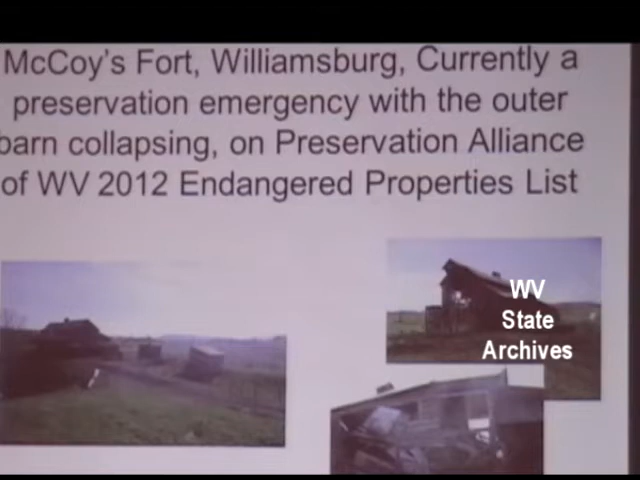 McCoy's Fort, Williamsburg, Currently a
preservation emergency with the outer
barn collapsing, on Preservation Alliance
of WV 2012 Endangered Properties List
WV
State
Archives